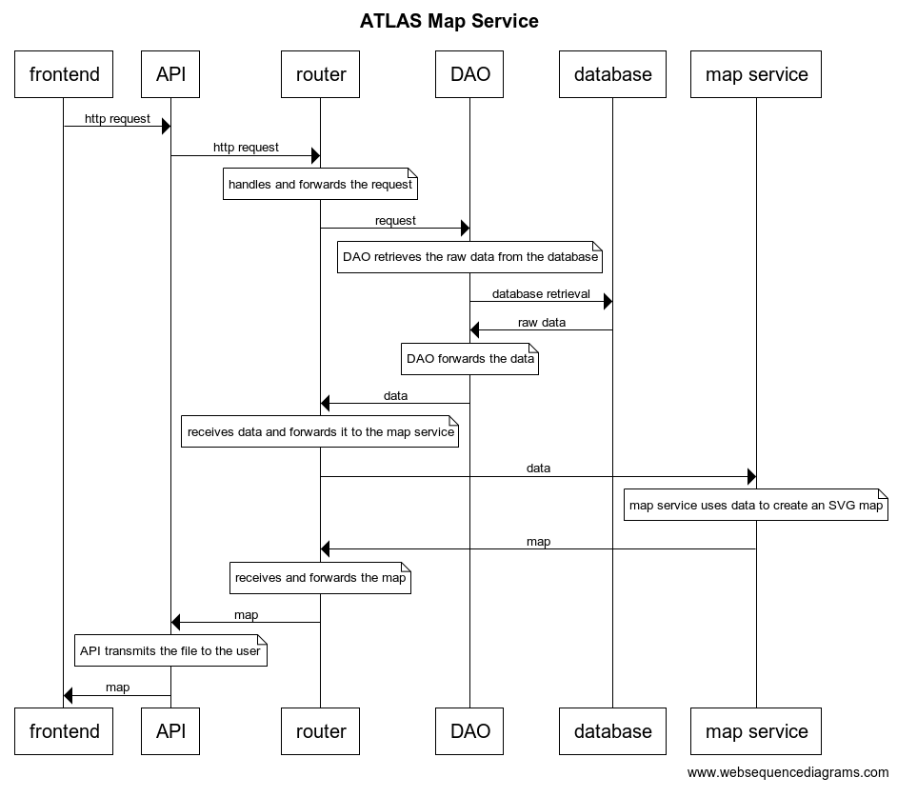 ATLAS Map Service
frontend API router DAO database map service
http request
http request
handles and forwards the request
request
DAO retrieves the raw data from the database
database retrieval
raw data
DAO forwards the data
data
receives data and forwards it to the map service
data
map service uses data to create an SVG map
map
receives and forwards the map
map
API transmits the file to the user
map
frontend API router DAO database map service
www.websequencediagrams.com